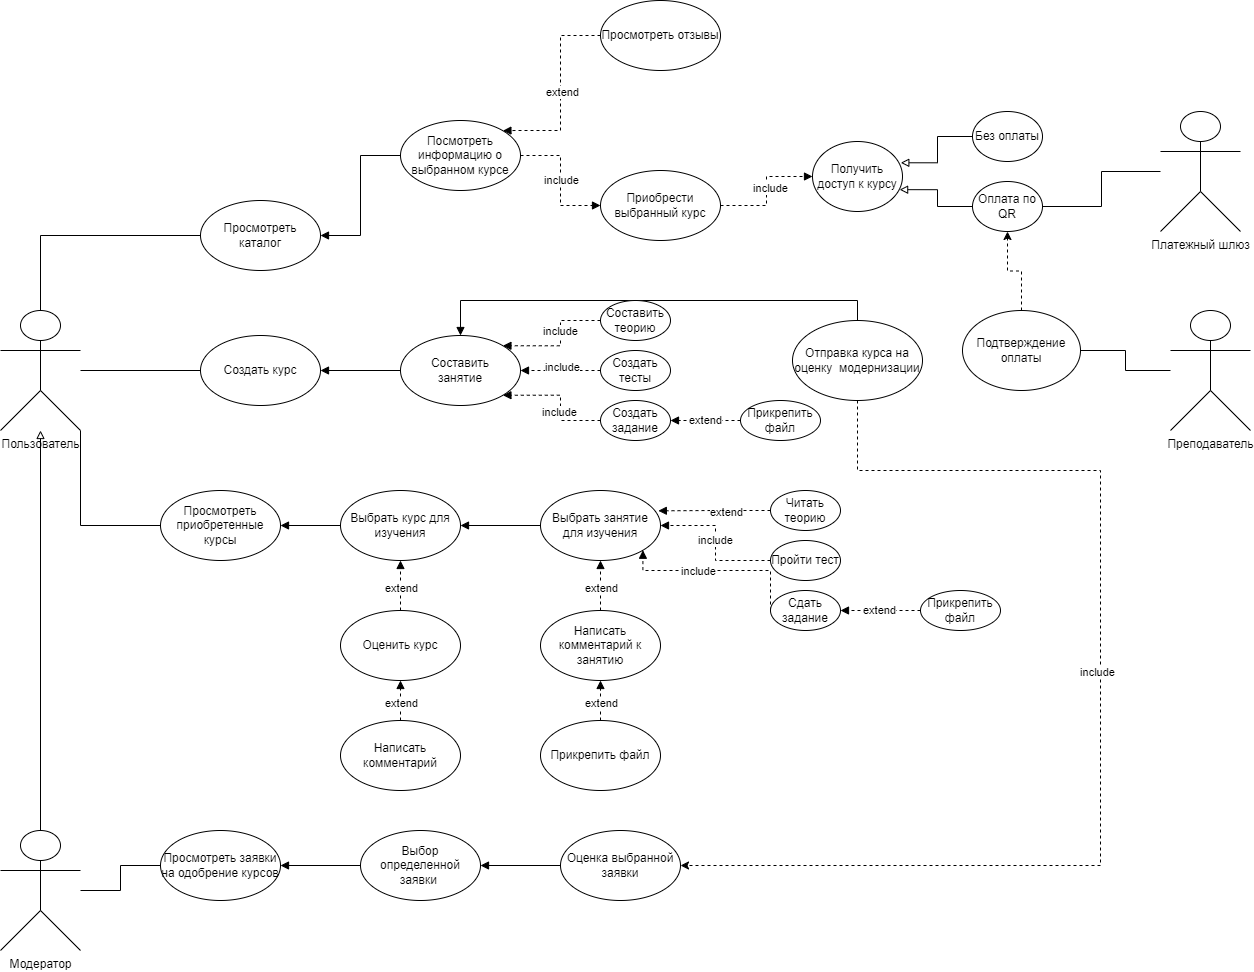 Просмотреть отзывы
extend
Посмотреть
информацию о
выбранном курсе
include
Приобрести
выбранный курс
include
Получить
доступ к курсу
Без оплаты
Оплата по
QR
Платежный шлюз
Просмотреть
каталог
Пользователь
Создать курс
Составить
занятие
include
Составить
теорию
include
Создать
тесты
include
Создать
задание
extend
Прикрепить
файл
Отправка курса на
оценку модернизации
Подтверждение
оплаты
Преподаватель
Просмотреть
приобретенные
курсы
Выбрать курс для
изучения
Выбрать занятие
для изучения
extend
Читать
теорию
include
Пройти тест
include
Сдать
задание
extend
Прикрепить
файл
extend
Оценить курс
extend
Написать
комментарий
extend
Написать
комментарий к
занятию
extend
Прикрепить файл
include
Просмотреть заявки
на одобрение курсов
Выбор
определенной
заявки
Оценка выбранной
заявки
Модератор